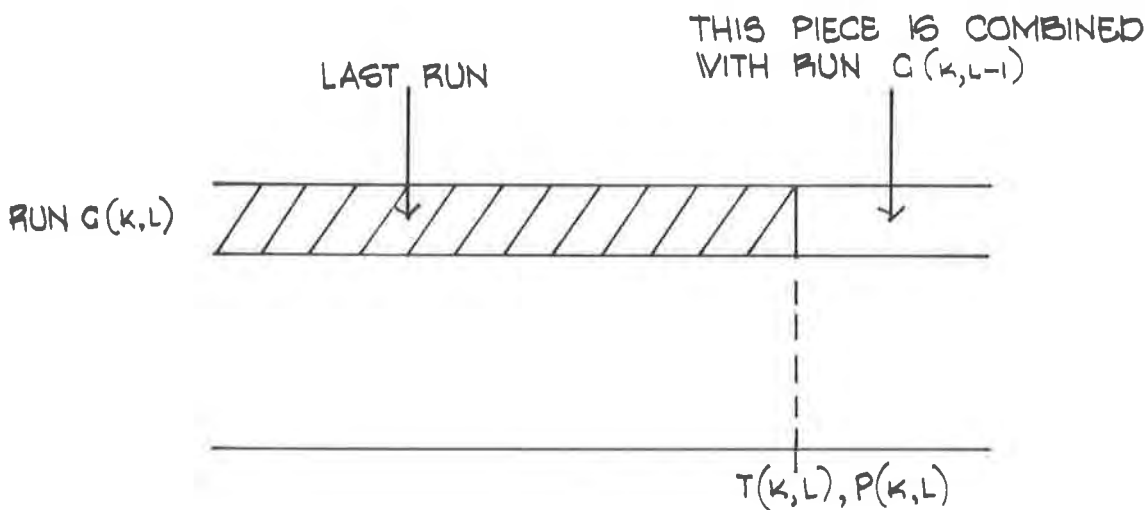 THIS PIECE IS COMBINED
WITH RUN G(K,L-1)
LAST RUN
RUN G(K,L)
T(K,L), P(K,L)